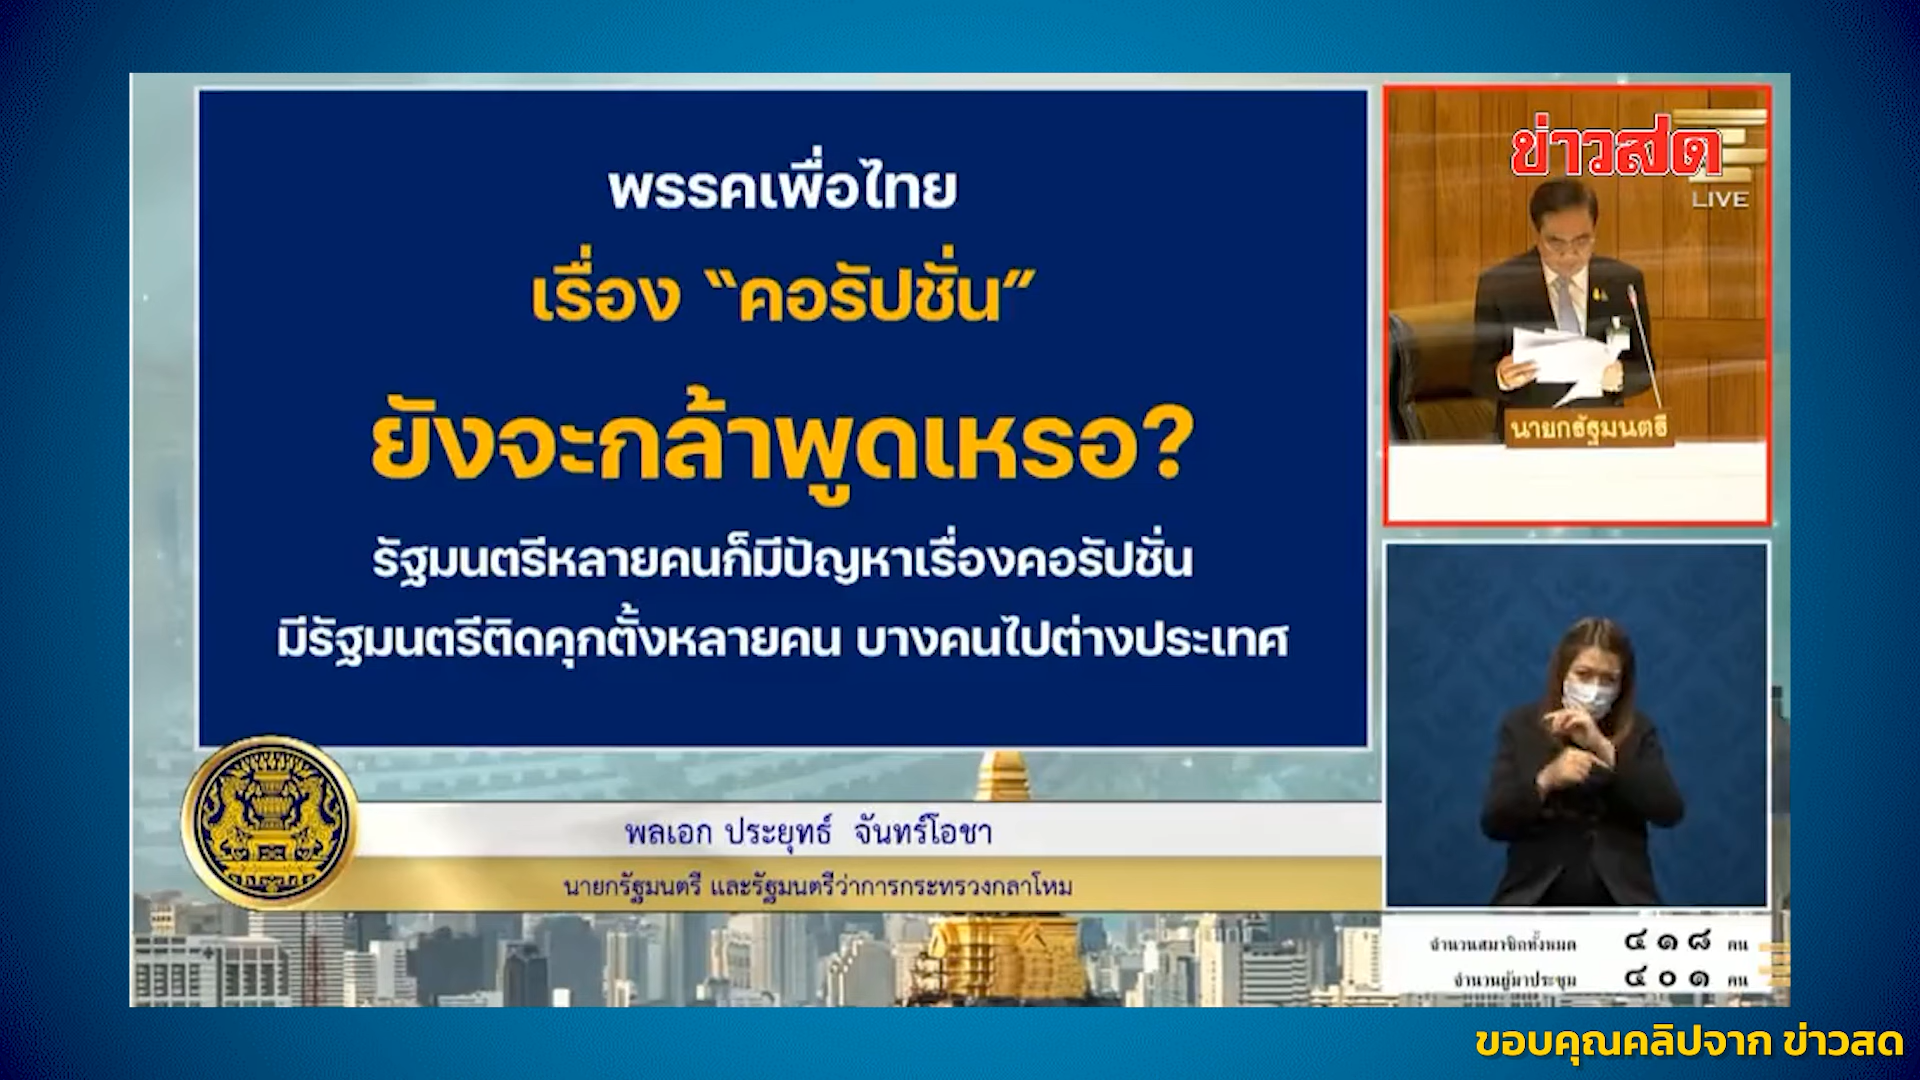 พรรคเพื่อไทย
เรื่อง “คอรัปชั่น”
ยังจะกล้าพูดเหรอ?
รัฐมนตรีหลายคนก็มีปัญหาเรื่องคอรัปชั่น
มีรัฐมนตรีติดคุกตั้งหลายคน บางคนไปต่างประเทศ
ข่าวสด
LIVE
นายกรัฐมนตรี
พลเอก ประยุทธ์ จันทร์โอชา
นายกรัฐมนตรี และรัฐมนตรีว่าการกระทรวงกลาโหม
จำนวนสมาชิกทั้งหมด ๔๑๘ คน
จำนวนผู้มาประชุม ๔๐๑ คน
ขอบคุณคลิปจาก ข่าวสด